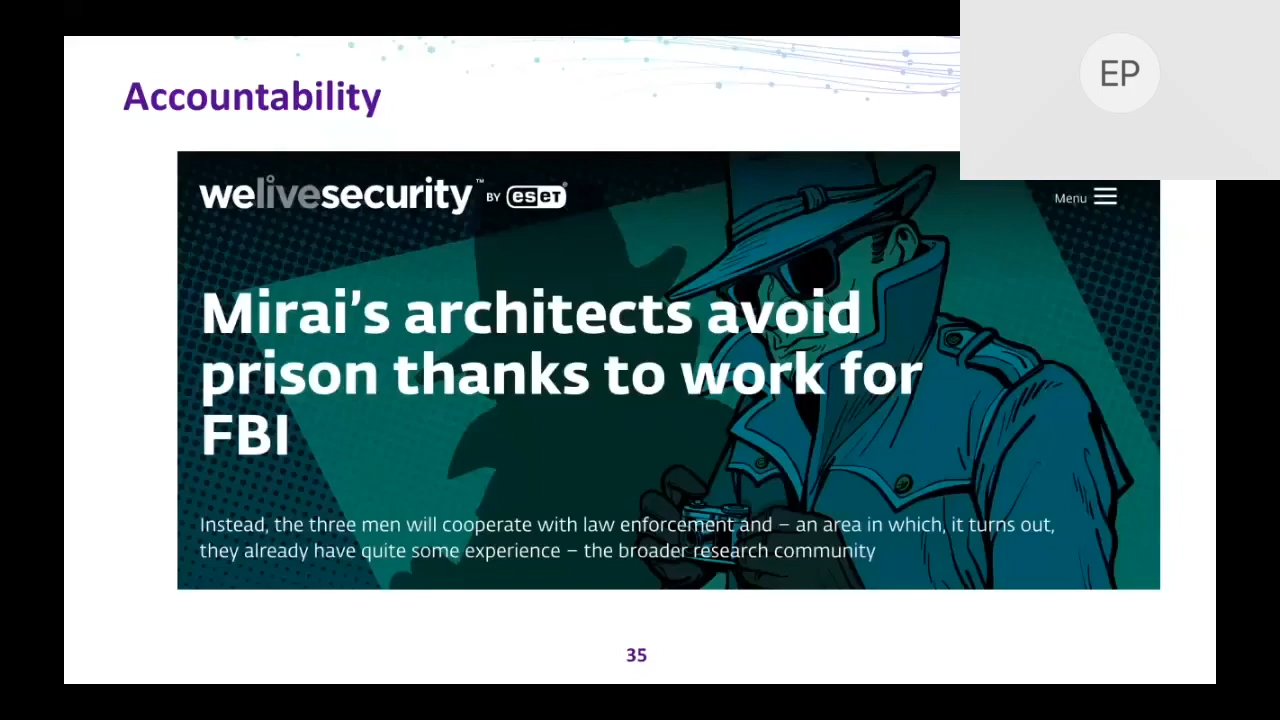 Accountability
EP
welivesecurity™ BY eset®
Menu
Mirai's architects avoid
prison thanks to work for
FBI
Instead, the three men will cooperate with law enforcement and – an area in which, it turns out,
they already have quite some experience – the broader research community
35